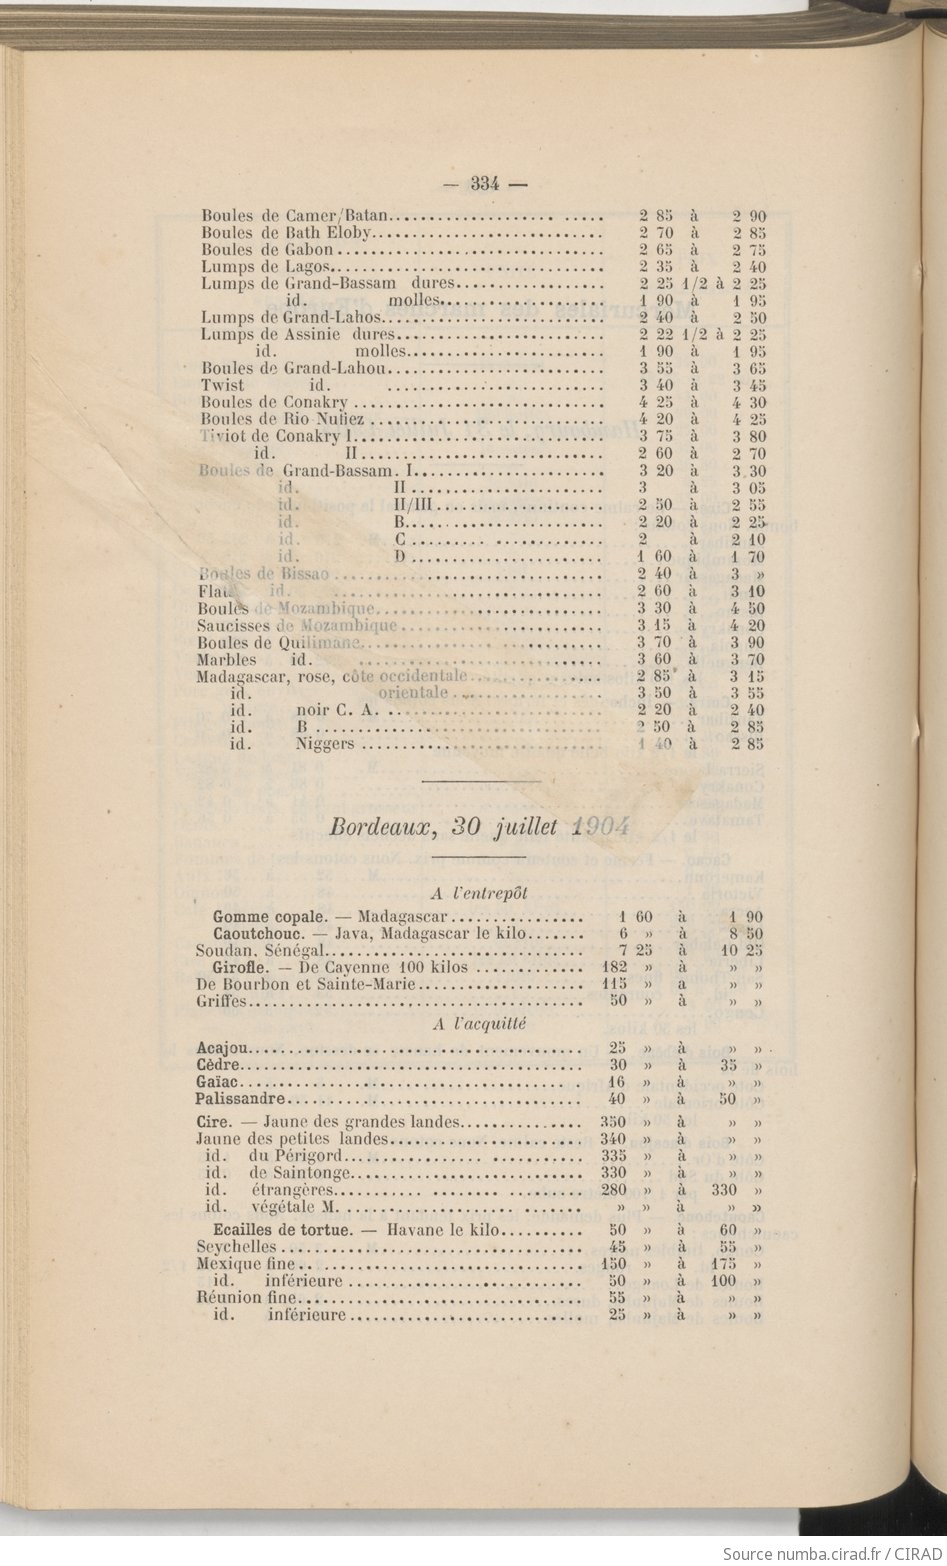 — 334 —
Boules de Camer/Batan.................... ..... 2 85 à 2 90
Boules de Bath Eloby............................ 2 70 à 2 85
Boules de Gabon................................. 2 65 à 2 75
Lumps de Lagos.................................. 2 35 à 2 40
Lumps de Grand-Bassam dures................... 2 25 1/2 à 2 25
id. molles.................... 1 90 à 1 95
Lumps de Grand-Lahos............................ 2 40 à 2 50
Lumps de Assinie dures.......................... 2 22 1/2 à 2 25
id. molles......................... 1 90 à 1 95
Boules de Grand-Lahou........................... 3 55 à 3 65
Twist id. ........................... 3 40 à 3 45
Boules de Conakry ............................... 4 25 à 4 30
Boules de Rio Nuñez ............................. 4 20 à 4 25
Tiviot de Conakry I............................... 3 75 à 3 80
id. II............................... 2 60 à 2 70
Boules de Grand-Bassam. I........................ 3 20 à 3 30
id. II........................ 3 à 3 05
id. II/III..................... 2 50 à 2 55
id. B......................... 2 20 à 2 25
id. C ......... .............. 2 à 2 10
id. D ........................ 1 60 à 1 70
Boules de Bissao ................................. 2 40 à 3 »
Flat id. ................................. 2 60 à 3 10
Boules de Mozambique............................ 3 30 à 4 50
Saucisses de Mozambique......................... 3 15 à 4 20
Boules de Quilimane.............................. 3 70 à 3 90
Marbles id. .............................. 3 60 à 3 70
Madagascar, rose, côte occidentale................. 2 85 à 3 15
id. orientale................... 3 50 à 3 55
id. noir C. A. ........................... 2 20 à 2 40
id. B .................................... 2 50 à 2 85
id. Niggers .............................. 1 40 à 2 85
Bordeaux, 30 juillet 1904
A l'entrepôt
Gomme copale. — Madagascar................. 1 60 à 1 90
Caoutchouc. — Java, Madagascar le kilo....... 6 » à 8 50
Soudan, Sénégal................................ 7 25 à 10 25
Girofle. — De Cayenne 100 kilos ............. 182 » à » »
De Bourbon et Sainte-Marie.................... 115 » a » »
Griffes.......................................... 50 » à » »
A l'acquitté
Acajou......................................... 25 » à » »
Cèdre.......................................... 30 » à 35 »
Gaïac.......................................... 16 » à » »
Palissandre.................................... 40 » à 50 »
Cire. — Jaune des grandes landes............... 350 » à » »
Jaune des petites landes........................ 340 » à » »
id. du Périgord................. ........... 335 » à » »
id. de Saintonge............................. 330 » à » »
id. étrangères........... ........ ......... 280 » à 330 »
id. végétale M. ...................... ....... » » à » »
Ecailles de tortue. — Havane le kilo.......... 50 » à 60 »
Seychelles ..................................... 45 » à 55 »
Mexique fine .. ................................ 150 » à 175 »
id. inférieure ............................. 50 » à 100 »
Réunion fine................................... 55 » à » »
id. inférieure............................. 25 » à » »
Source numba.cirad.fr / CIRAD